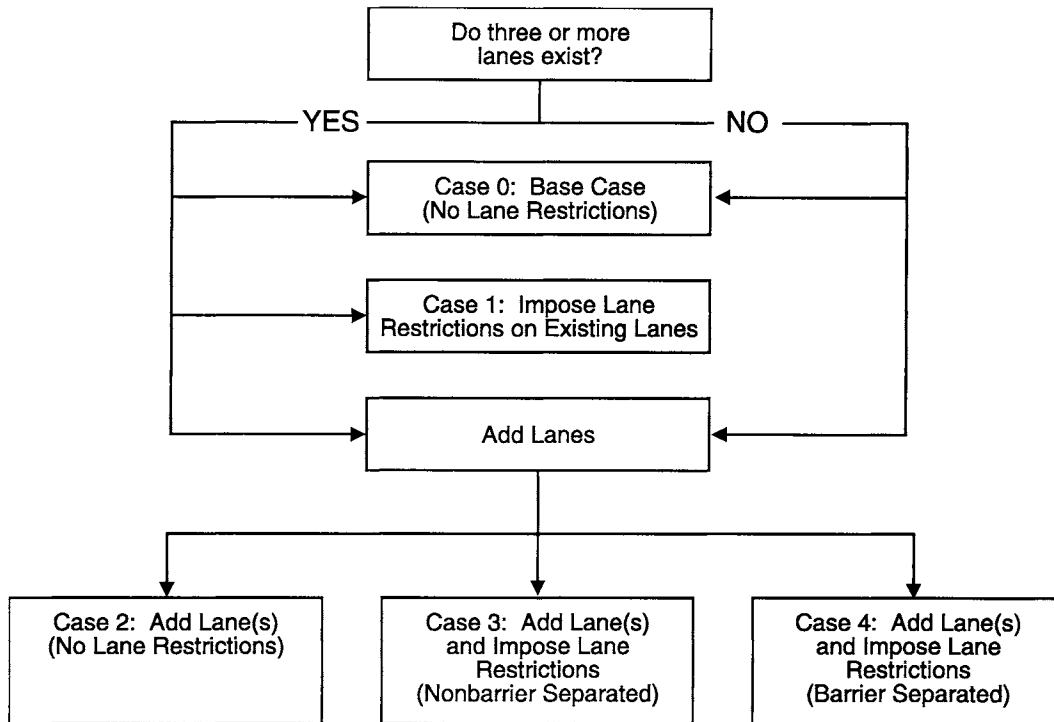 Do three or more
lanes exist?
YES
NO
Case 0: Base Case
(No Lane Restrictions)
Case 1: Impose Lane
Restrictions on Existing Lanes
Add Lanes
Case 2: Add Lane(s)
(No Lane Restrictions)
Case 3: Add Lane(s)
and Impose Lane
Restrictions
(Nonbarrier Separated)
Case 4: Add Lane(s)
and Impose Lane
Restrictions
(Barrier Separated)